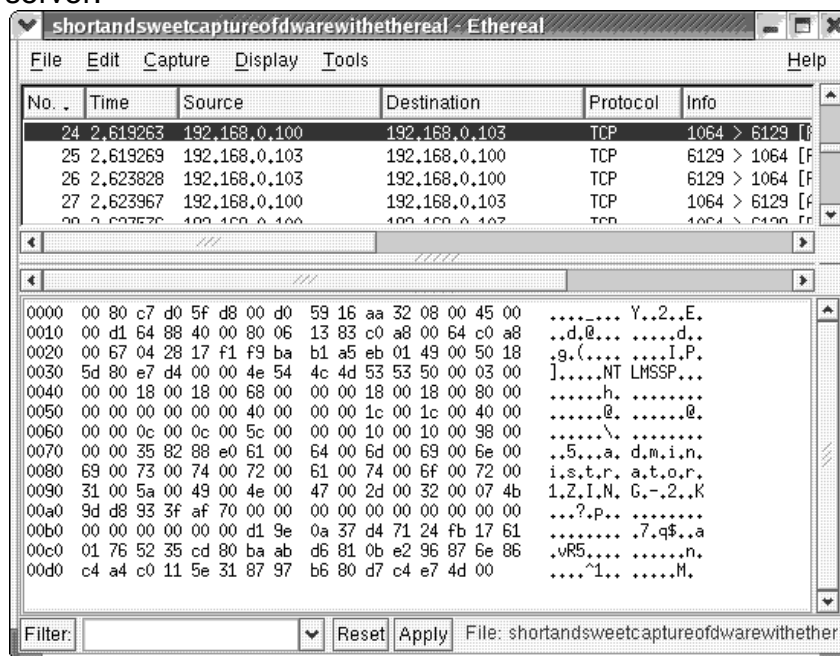 server.
shortandsweetcaptureofdwarewithethereal - Ethereal
File Edit Capture Display Tools Help
No. . Time Source Destination Protocol Info
24 2.619263 192.168.0.100 192.168.0.103 TCP 1064 > 6129
25 2.619269 192.168.0.103 192.168.0.100 TCP 6129 > 1064
26 2.623828 192.168.0.103 192.168.0.100 TCP 6129 > 1064
27 2.623967 192.168.0.100 192.168.0.103 TCP 1064 > 6129
0000 00 80 c7 d0 5f d8 00 d0 59 16 aa 32 08 00 45 00 ...._... Y..2..E.
0010 00 d1 64 88 40 00 80 06 13 83 c0 a8 00 64 c0 a8 ..d.@... .....d..
0020 00 67 04 28 17 f1 f9 ba b1 a5 eb 01 49 00 50 18 .g.(.... ....I.P.
0030 5d 80 e7 d4 00 00 4e 54 4c 4d 53 53 50 00 03 00 ].....NT LMSSP...
0040 00 00 18 00 18 00 68 00 00 00 18 00 18 00 80 00 ......h. ........
0050 00 00 00 00 00 00 40 00 00 00 1c 00 1c 00 40 00 ......@. ......@.
0060 00 00 0c 00 0c 00 5c 00 00 00 10 00 10 00 98 00 ......\. ........
0070 00 00 35 82 88 e0 61 00 64 00 6d 00 69 00 6e 00 ..5...a. d.m.i.n.
0080 69 00 73 00 74 00 72 00 61 00 74 00 6f 00 72 00 i.s.t.r. a.t.o.r.
0090 31 00 5a 00 49 00 4e 00 47 00 2d 00 32 00 07 4b 1.Z.I.N. G.-.2..K
00a0 9d d8 93 3f af 70 00 00 00 00 00 00 00 00 00 00 ...?.p.. ........
00b0 00 00 00 00 00 00 d1 9e 0a 37 d4 71 24 fb 17 61 ........ .7.q$..a
00c0 01 76 52 35 cd 80 ba ab d6 81 0b e2 96 87 6e 86 .vR5.... ......n.
00d0 c4 a4 c0 11 5e 31 87 97 b6 80 d7 c4 e7 4d 00 ....^1.. .....M.
Filter: Reset Apply File: shortandsweetcaptureofdwarewithether